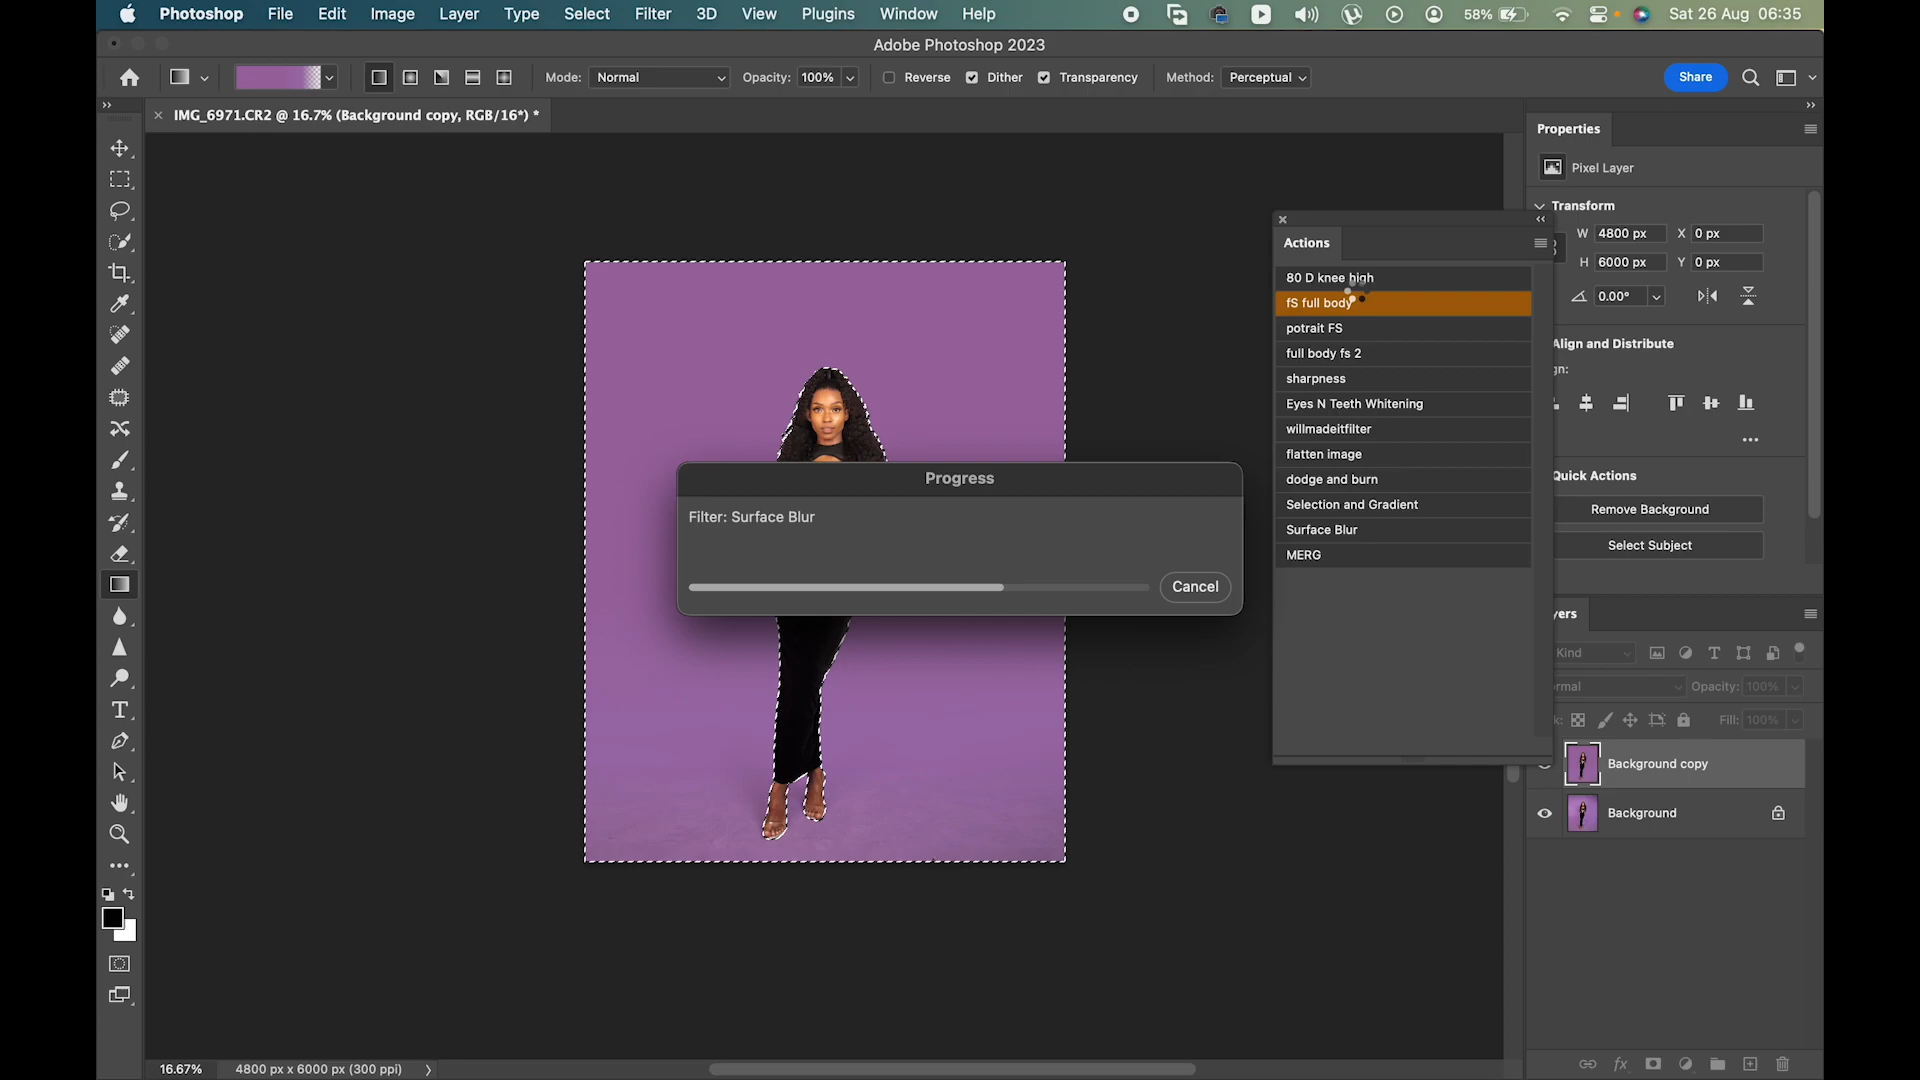 Photoshop File Edit Image Layer Type Select Filter 3D View Plugins Window Help 58% Sat 26 Aug 06:35
Adobe Photoshop 2023
Mode: Normal Opacity: 100% Reverse Dither Transparency Method: Perceptual Share
IMG_6971.CR2 @ 16.7% (Background copy, RGB/16*) *
Properties
Pixel Layer
Transform
W 4800 px X 0 px
H 6000 px Y 0 px
0.00°
Align and Distribute
gn:
Quick Actions
Remove Background
Select Subject
Actions
80 D knee high
fS full body
potrait FS
full body fs 2
sharpness
Eyes N Teeth Whitening
willmadeitfilter
flatten image
dodge and burn
Selection and Gradient
Surface Blur
MERG
Progress
Filter: Surface Blur
Cancel
yers
Kind
rmal Opacity: 100%
k: Fill: 100%
Background copy
Background
16.67% 4800 px x 6000 px (300 ppi)